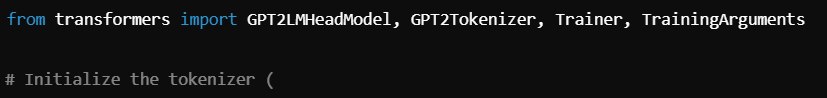 from transformers import GPT2LMHeadModel, GPT2Tokenizer, Trainer, TrainingArguments
# Initialize the tokenizer (